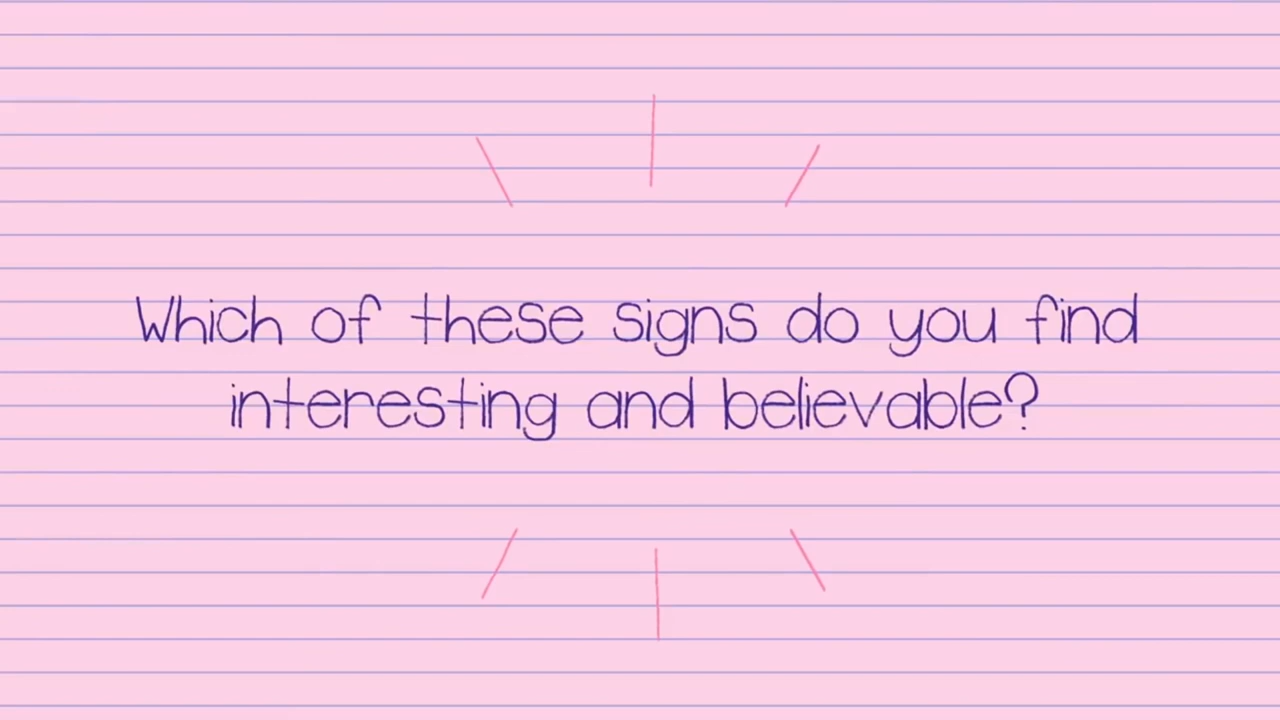 Which of these signs do you find
interesting and believable?